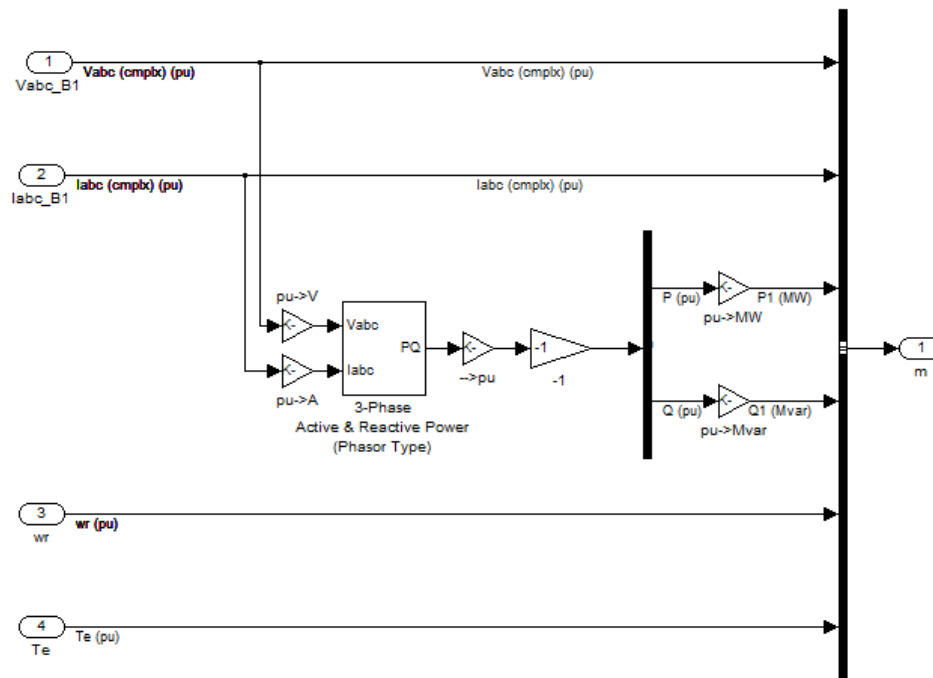 1
Vabc (cmplx) (pu)
Vabc (cmplx) (pu)
Vabc_B1
2
Iabc (cmplx) (pu)
Iabc (cmplx) (pu)
Iabc_B1
pu->V
K-
Vabc
PQ
Iabc
K-
pu->A
3-Phase
Active & Reactive Power
(Phasor Type)
K-
-->pu
-1
-1
P (pu)
K-
P1 (MW)
pu->MW
Q (pu)
K-
Q1 (Mvar)
pu->Mvar
1
m
3
wr (pu)
wr
4
Te (pu)
Te